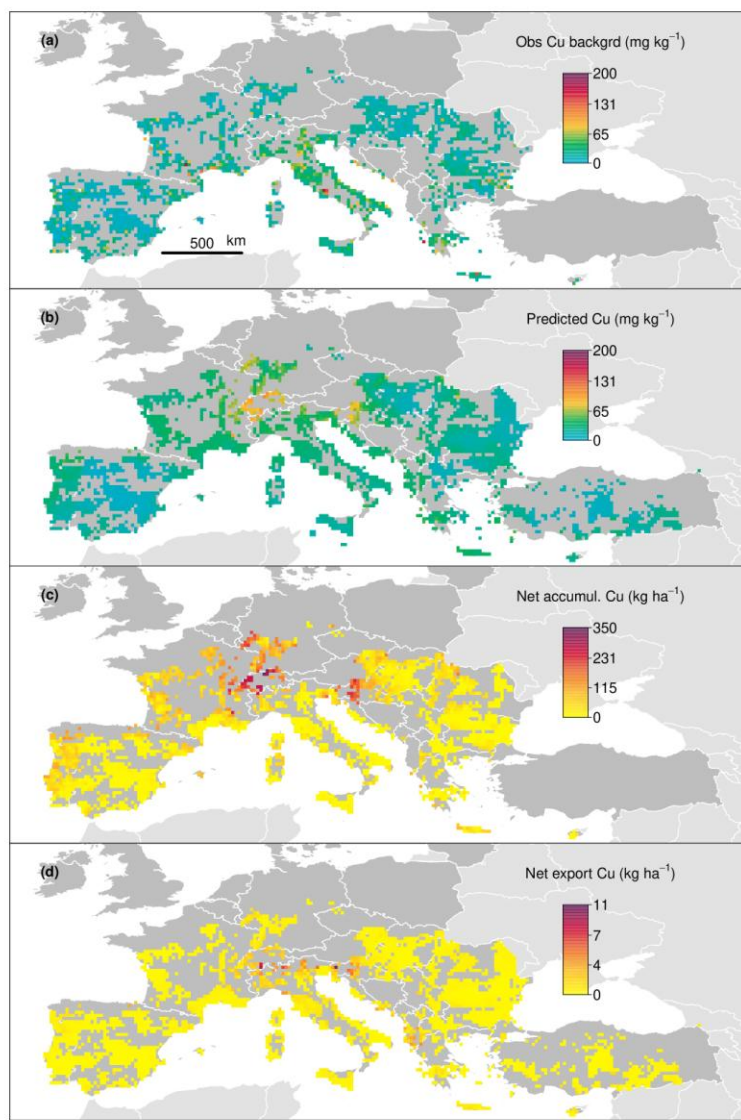 (a)
Obs Cu backgrd (mg kg⁻¹)
200
131
65
0
500 km
(b)
Predicted Cu (mg kg⁻¹)
200
131
65
0
(c)
Net accumul. Cu (kg ha⁻¹)
350
231
115
0
(d)
Net export Cu (kg ha⁻¹)
11
7
4
0